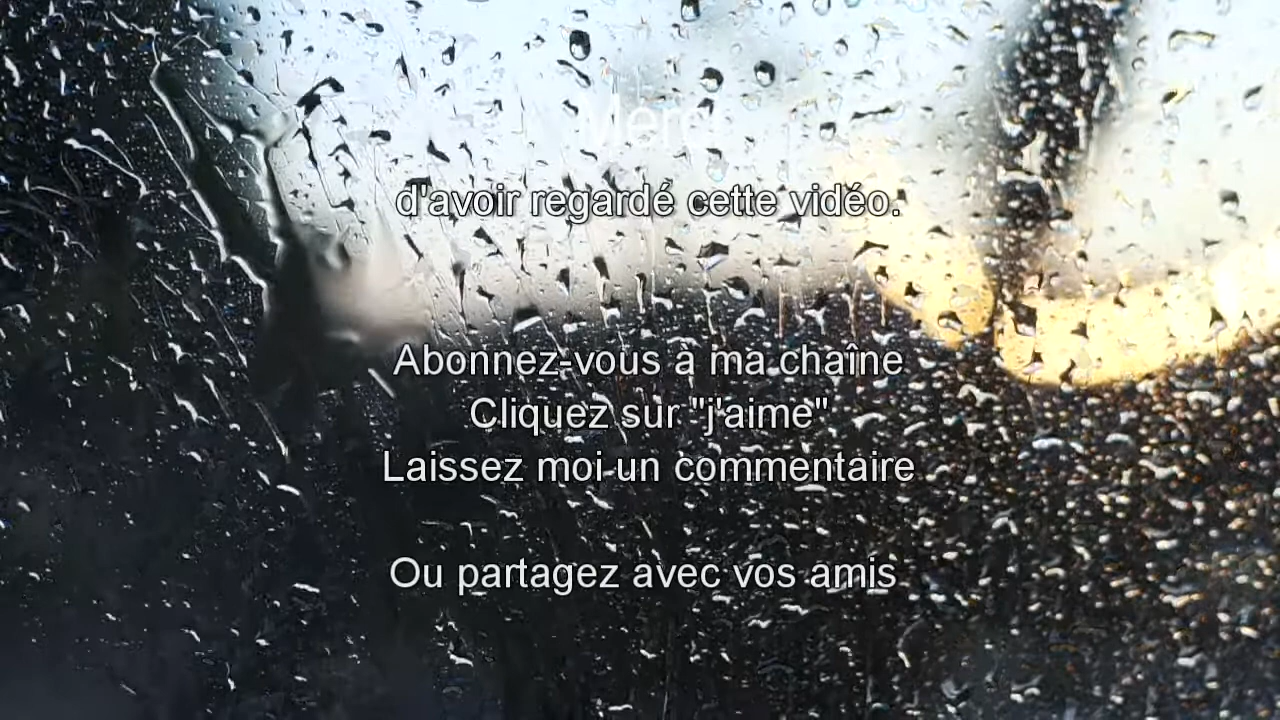 Merci
d'avoir regardé cette vidéo.
Abonnez-vous à ma chaîne
Cliquez sur "j'aime"
Laissez moi un commentaire
Ou partagez avec vos amis